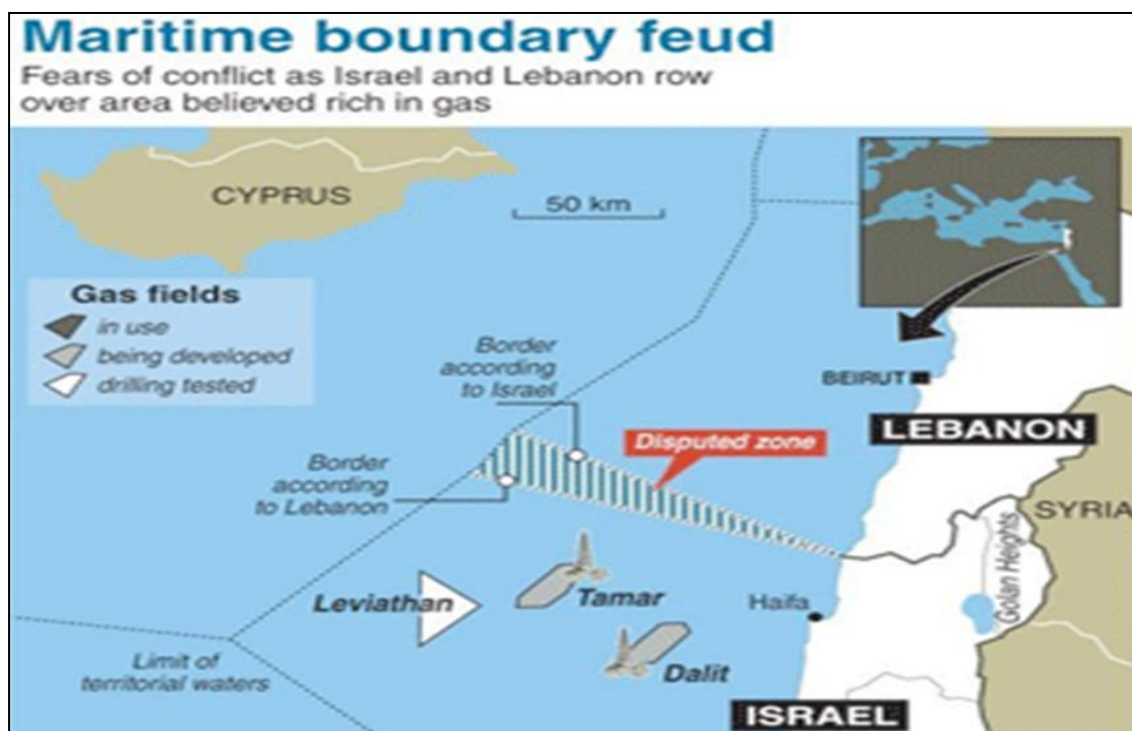 Maritime boundary feud
Fears of conflict as Israel and Lebanon row
over area believed rich in gas
CYPRUS
50 km
Gas fields
in use
being developed
drilling tested
Border
according
to Israel
BEIRUT
LEBANON
Disputed zone
Border
according
to Lebanon
SYRIA
Golan Heights
Leviathan
Tamar
Haifa
Dalit
Limit of
territorial waters
ISRAEL